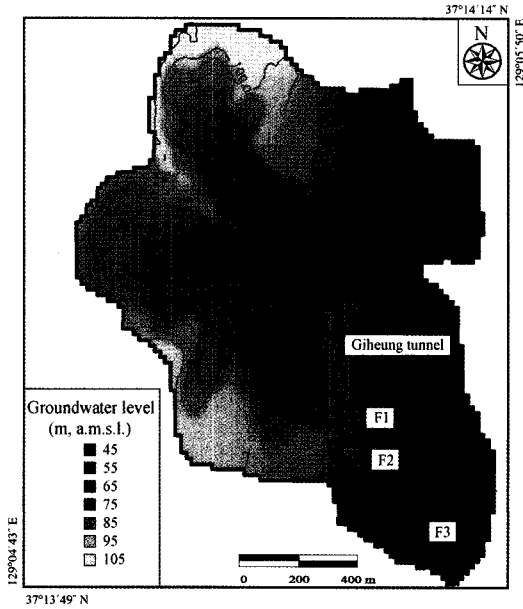 37°14′14″ N
129°05′50″ E
N
Giheung tunnel
F1
F2
F3
Groundwater level
(m, a.m.s.l.)
45
55
65
75
85
95
105
0 200 400 m
129°04′43″ E
37°13′49″ N